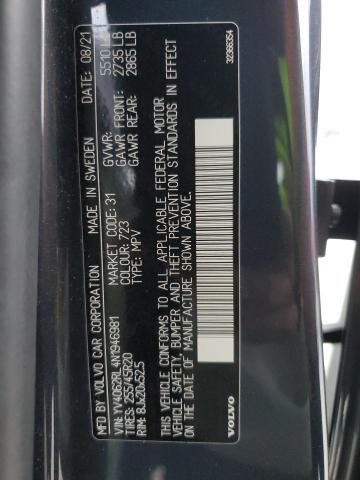 MFD BY VOLVO CAR CORPORATION MADE IN SWEDEN DATE: 08/21
VIN: YV4062RL4N1946981 MARKET CODE: 31 GVWR: 5510 LB
TIRES: 255/45R20 COLOUR: 723 GAWR FRONT: 2735 LB
RIM: 8Jx20x52.5 TYPE: MPV GAWR REAR: 2865 LB
THIS VEHICLE CONFORMS TO ALL APPLICABLE FEDERAL MOTOR
VEHICLE SAFETY, BUMPER AND THEFT PREVENTION STANDARDS IN EFFECT
ON THE DATE OF MANUFACTURE SHOWN ABOVE.
VOLVO 32366354